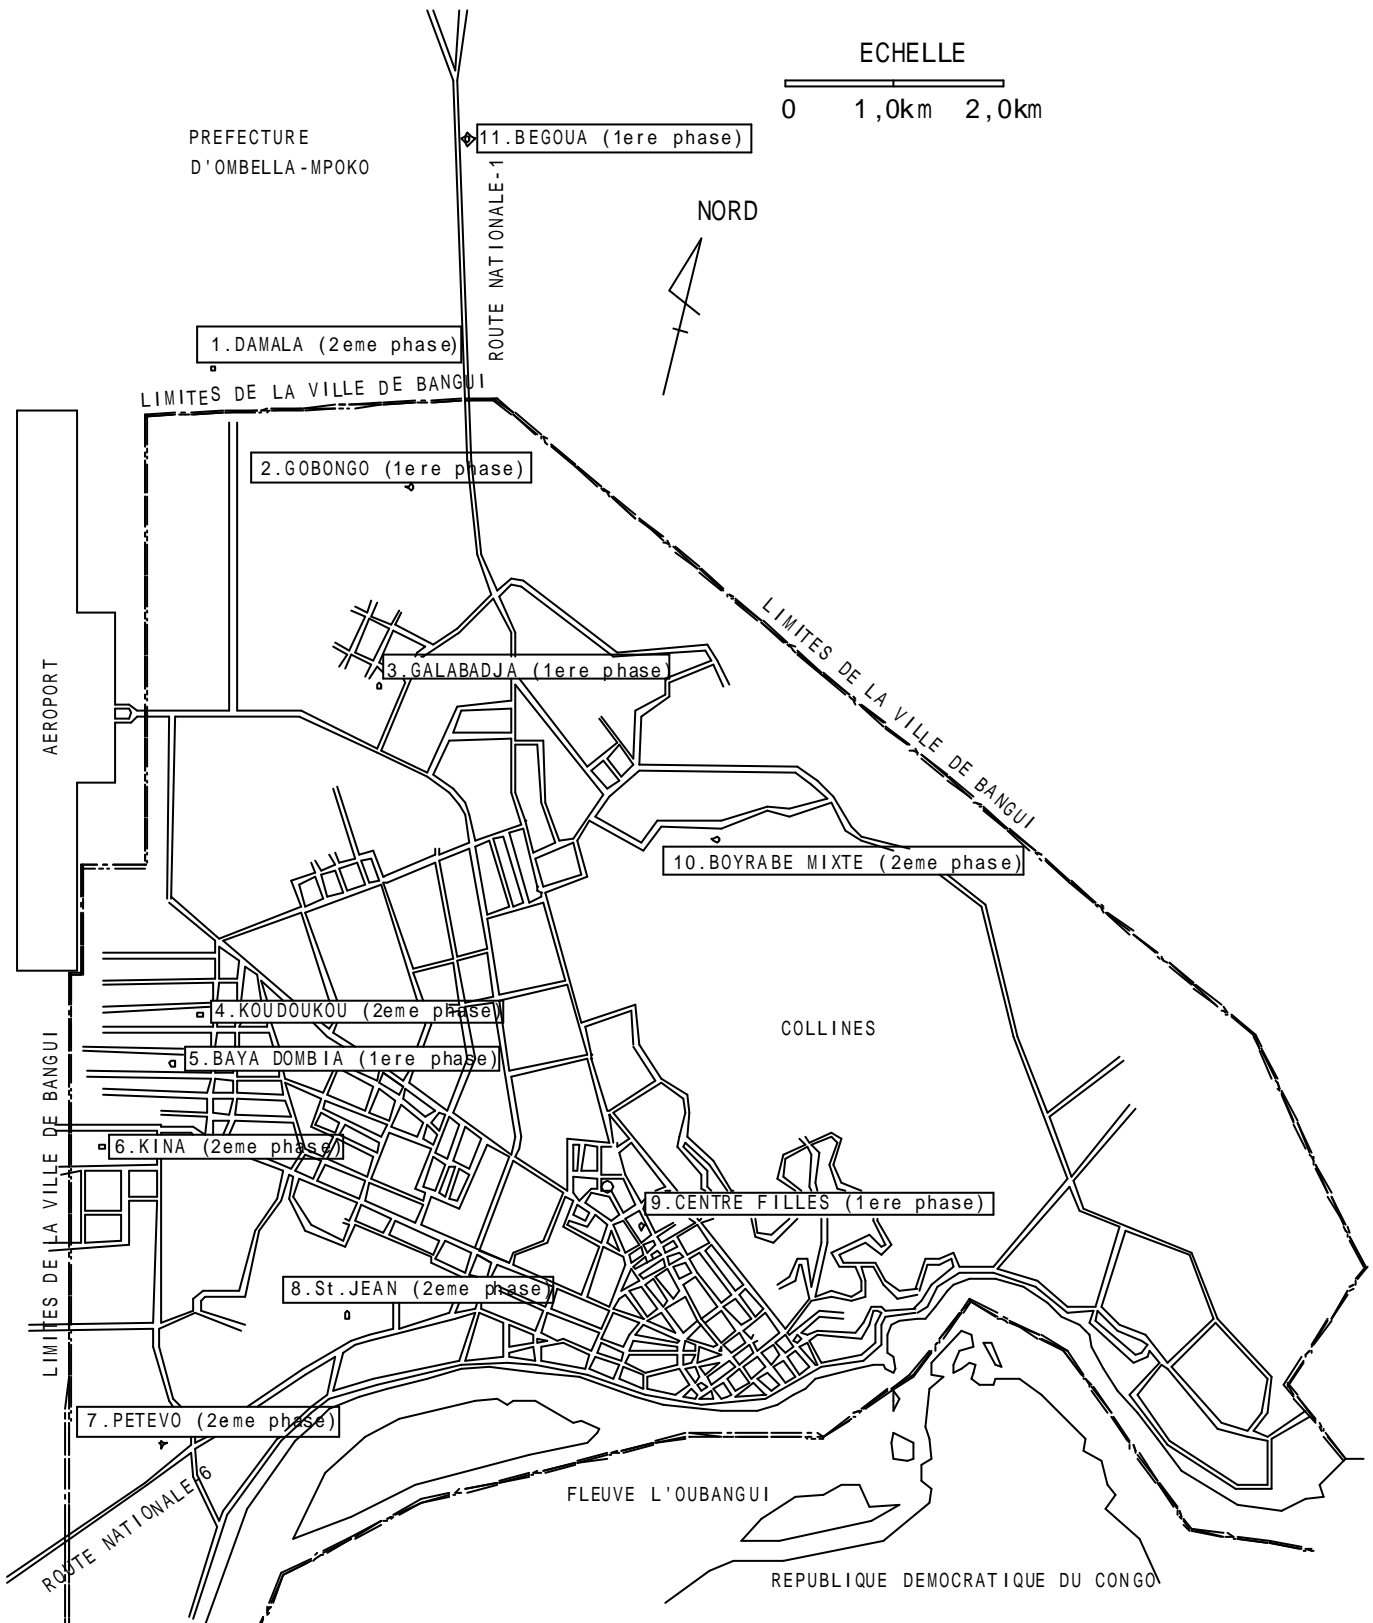 ECHELLE
0 1,0km 2,0km
PREFECTURE
D'OMBELLA-MPOKO
11.BEGOUA (1ere phase)
ROUTE NATIONALE-1
NORD
1.DAMALA (2eme phase)
LIMITES DE LA VILLE DE BANGUI
2.GOBONGO (1ere phase)
LIMITES DE LA VILLE DE BANGUI
AEROPORT
3.GALABADJA (1ere phase)
10.BOYRABE MIXTE (2eme phase)
4.KOUDOUKOU (2eme phase)
COLLINES
5.BAYA DOMBIA (1ere phase)
LIMITES DE LA VILLE DE BANGUI
6.KINA (2eme phase)
9.CENTRE FILLES (1ere phase)
8.St.JEAN (2eme phase)
7.PETEVO (2eme phase)
ROUTE NATIONALE-6
FLEUVE L'OUBANGUI
REPUBLIQUE DEMOCRATIQUE DU CONGO